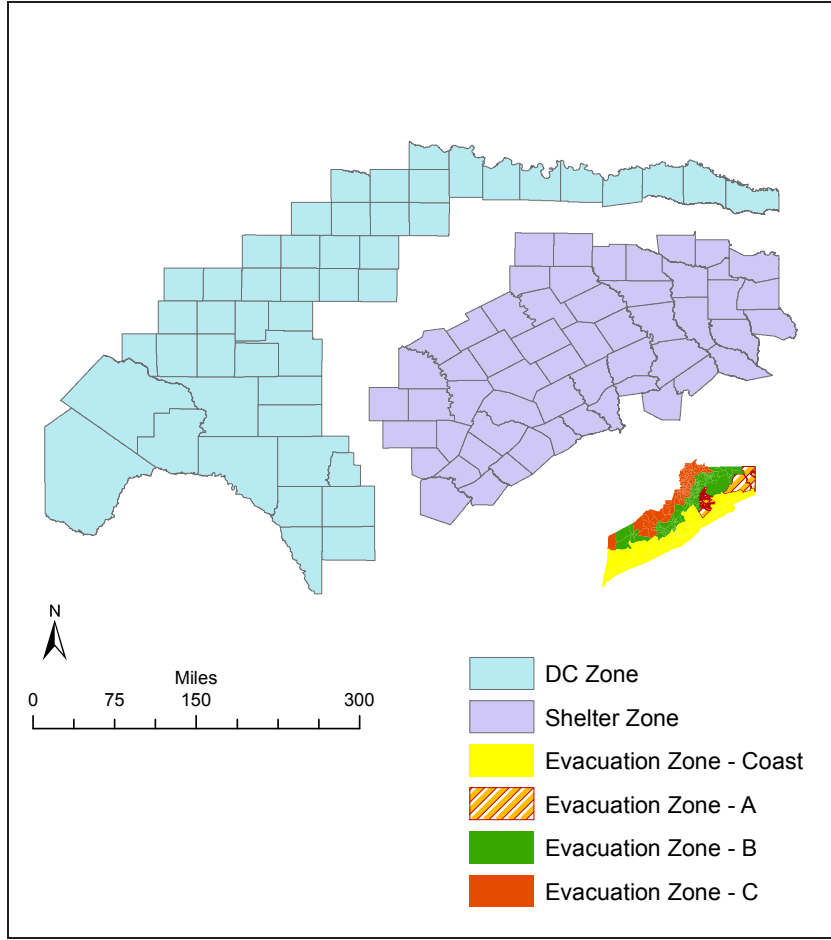 N
Miles
0 75 150 300
DC Zone
Shelter Zone
Evacuation Zone - Coast
Evacuation Zone - A
Evacuation Zone - B
Evacuation Zone - C